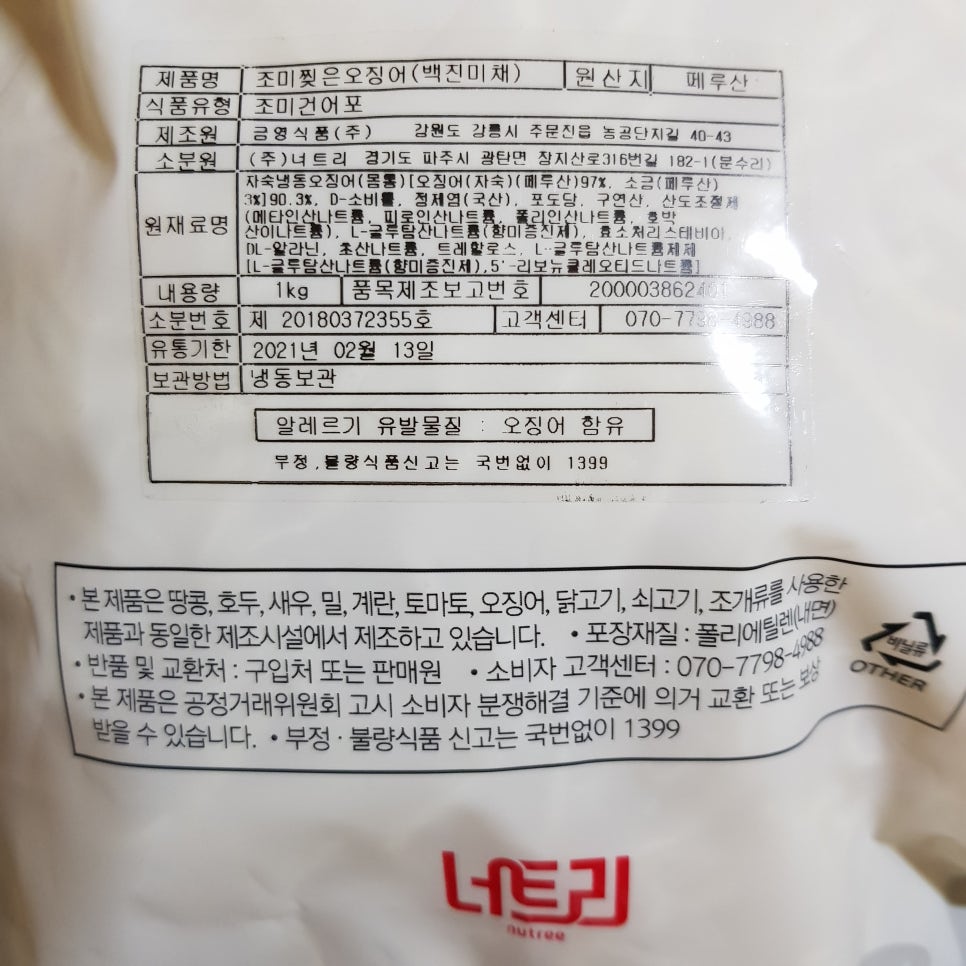 제품명 조미찢은오징어(백진미채) 원산지 페루산
식품유형 조미건어포
제조원 금영식품(주) 강원도 강릉시 주문진읍 농공단지길 40-43
소분원 (주)너트리 경기도 파주시 광탄면 장지산로316번길 182-1(분수리)
원재료명
자숙냉동오징어(몸통)[오징어(자숙)(페루산)97%, 소금(페루산)
3%]90.3%, D-소비톨, 정제염(국산), 포도당, 구연산, 산도조절제
(메타인산나트륨, 피로인산나트륨, 폴리인산나트륨, 호박
산이나트륨), L-글루탐산나트륨(향미증진제), 효소처리스테비아,
DL-알라닌, 초산나트륨, 트레할로스, L-글루탐산나트륨제제
[L-글루탐산나트륨(향미증진제),5'-리보뉴클레오티드나트륨]
내용량 1kg 품목제조보고번호
소분번호 제 20180372355호 고객센터 070-7798-4988
유통기한 2021년 02월 13일
보관방법 냉동보관
알레르기 유발물질 : 오징어 함유
부정,불량식품신고는 국번없이 1399
• 본 제품은 땅콩, 호두, 새우, 밀, 계란, 토마토, 오징어, 닭고기, 쇠고기, 조개류를 사용한
제품과 동일한 제조시설에서 제조하고 있습니다. • 포장재질 : 폴리에틸렌(내면)
• 반품 및 교환처 : 구입처 또는 판매원 • 소비자 고객센터 : 070-7798-4988
• 본 제품은 공정거래위원회 고시 소비자 분쟁해결 기준에 의거 교환 또는 보상
받을 수 있습니다. • 부정 · 불량식품 신고는 국번없이 1399
비닐류
OTHER
너트리
nutree